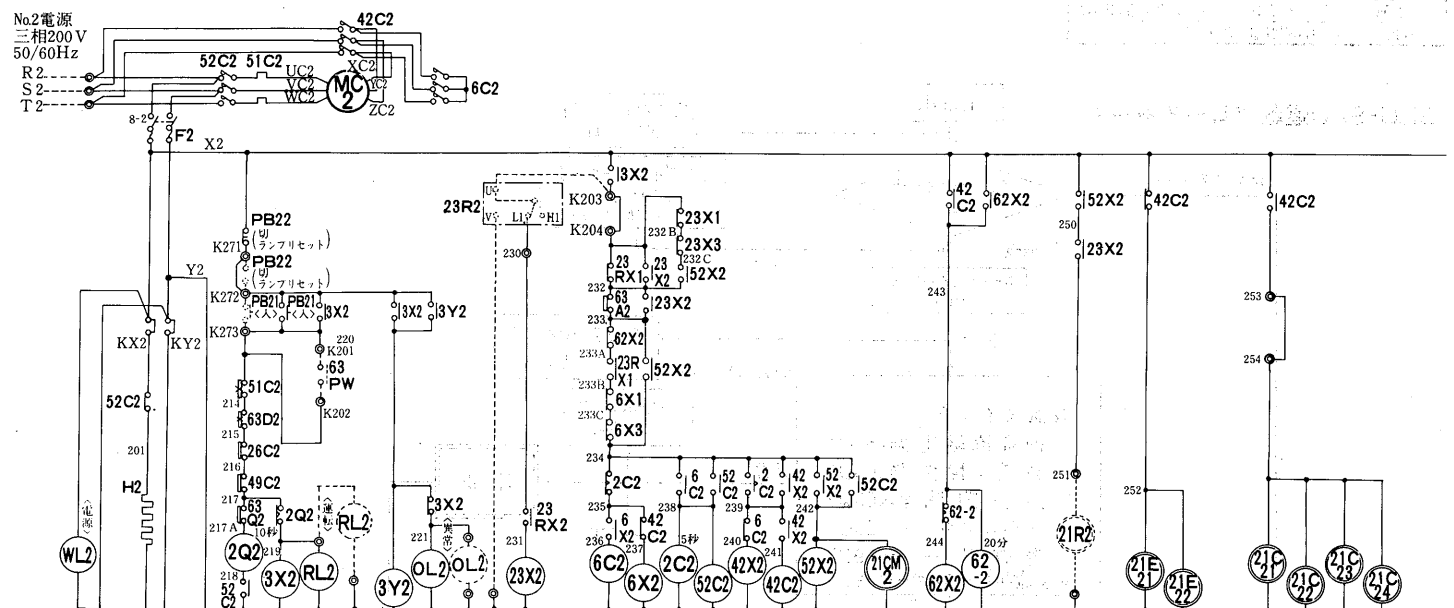 No.2電源
三相200V
50/60Hz
R2
S2
T2
52C2
51C2
UC2
VC2
WC2
MC
2
42C2
XC2
YC2
ZC2
6C2
8-2
F2
X2
Y2
KX2
KY2
52C2
201
H2
〈電源〉
WL2
PB22
(切
ランプリセット)
K271
PB22
(切
ランプリセット)
K272
PB21
〈入〉
PB21
〈入〉
3X2
K273
220
K201
63
PW
K202
51C2
214
63D2
215
26C2
216
49C2
217
63
Q2
217A
10秒
2Q2
2Q2
218
52
C2
219
3X2
〈運転〉
RL2
RL2
3X2
3Y2
3Y2
3X2
221
〈異常〉
OL2
OL2
23R2
U
V
L1
H1
230
23
RX2
231
23X2
3X2
K203
K204
232B
23X1
23X3
232C
52X2
23
RX1
23
X2
232
63
A2
23X2
233
62X2
233A
23R
X1
52X2
233B
6X1
233C
6X3
234
2C2
235
6
X2
236
42
C2
237
6C2
6X2
6
C2
52
C2
238
5秒
2C2
52C2
2
C2
42
X2
239
6
C2
240
42
X2
241
42X2
42C2
52
X2
52C2
242
52X2
21CM
2
42
C2
62X2
243
62-2
244
20分
62X2
62
-2
52X2
250
23X2
251
21R2
42C2
252
21E
21
21E
22
42C2
253
254
21C
21
21C
22
21C
23
21C
24